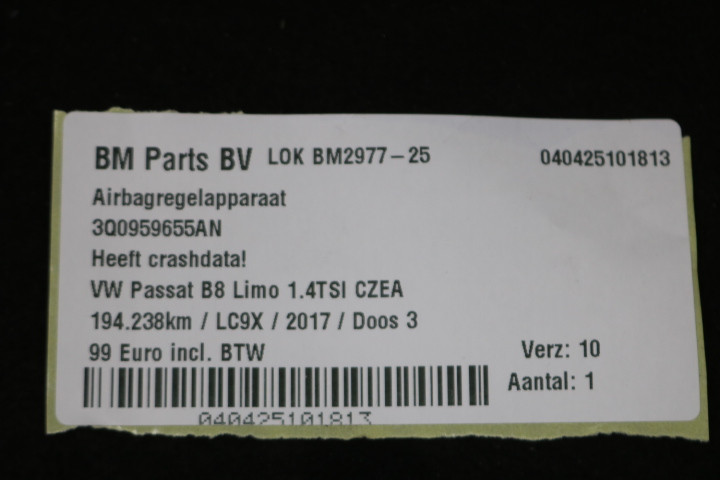 BM Parts BV LOK BM2977-25 040425101813
Airbagregelapparaat
3Q0959655AN
Heeft crashdata!
VW Passat B8 Limo 1.4TSI CZEA
194.238km / LC9X / 2017 / Doos 3
99 Euro incl. BTW Verz: 10
Aantal: 1
040425101813